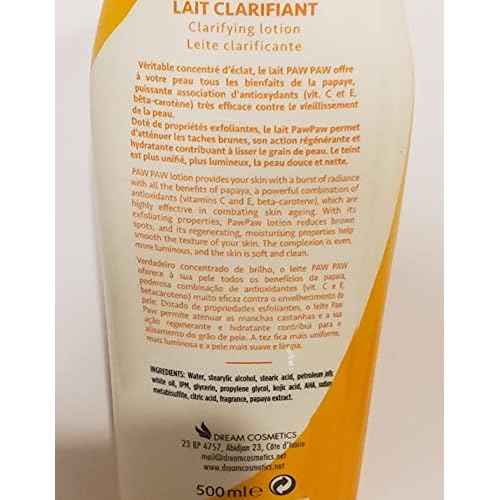 LAIT CLARIFIANT
Clarifying lotion
Leite clarificante
Véritable concentré d'éclat, le lait PAW PAW offre
à votre peau tous les bienfaits de la papaye,
puissante association d'antioxydants (vit. C et E,
bêta-carotène) très efficace contre le vieillissement
de la peau.
Doté de propriétés exfoliantes, le lait PawPaw permet
d'atténuer les taches brunes, son action régénérante et
hydratante contribuant à lisser le grain de peau. Le teint
est plus unifié, plus lumineux, la peau douce et nette.
PAW PAW lotion provides your skin with a burst of radiance
with all the benefits of papaya, a powerful combination of
antioxidants (vitamins C and E, beta-carotene), which are
highly effective in combating skin ageing. With its
exfoliating properties, PawPaw lotion reduces brown
spots, and its regenerating, moisturising properties help
smooth the texture of your skin. The complexion is even,
more luminous, and the skin is soft and clean.
Verdadeiro concentrado de brilho, o leite PAW PAW
oferece à sua pele todos os benefícios da papaia,
poderosa combinação de antioxidantes (vit. C e E,
betacaroteno) muito eficaz contra o envelhecimento da
pele. Dotado de propriedades esfoliantes, o leite Paw
Paw permite atenuar as manchas castanhas e a sua
ação regenerante e hidratante contribui para o
alisamento do grão de pele. A tez fica mais uniforme,
mais luminosa e a pele mais suave e limpa.
INGREDIENTS: Water, stearylic alcohol, stearic acid, petroleum jelly,
white oil, IPM, glycerin, propylene glycol, kojic acid, AHA, sodium
metabisulfite, citric acid, fragrance, papaya extract.
DREAM COSMETICS
23 BP 4757, Abidjan 23, Côte d'Ivoire
mail@dreamcosmetics.net
www.dreamcosmetics.net
500ml e